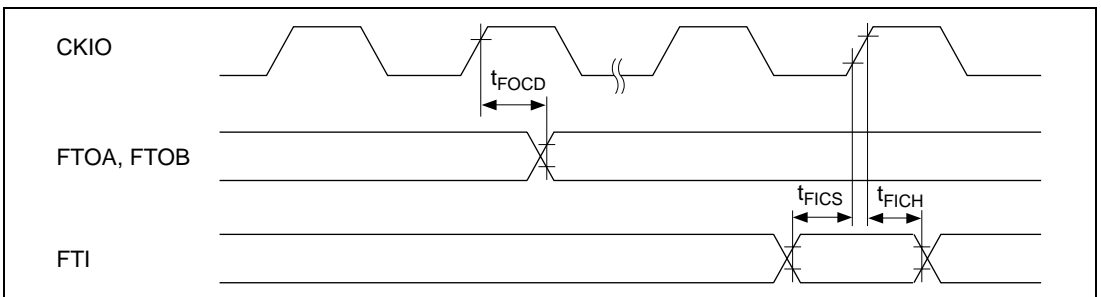 CKIO
tFOCD
FTOA, FTOB
tFICS tFICH
FTI